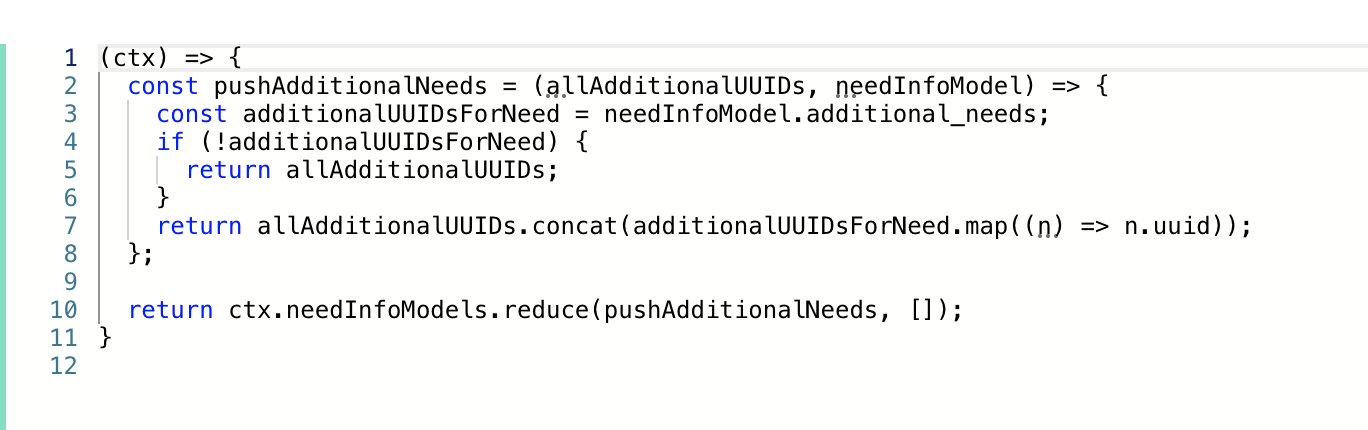 1 (ctx) => {
2   const pushAdditionalNeeds = (allAdditionalUUIDs, needInfoModel) => {
3     const additionalUUIDsForNeed = needInfoModel.additional_needs;
4     if (!additionalUUIDsForNeed) {
5       return allAdditionalUUIDs;
6     }
7     return allAdditionalUUIDs.concat(additionalUUIDsForNeed.map((n) => n.uuid));
8   };
9
10   return ctx.needInfoModels.reduce(pushAdditionalNeeds, []);
11 }
12